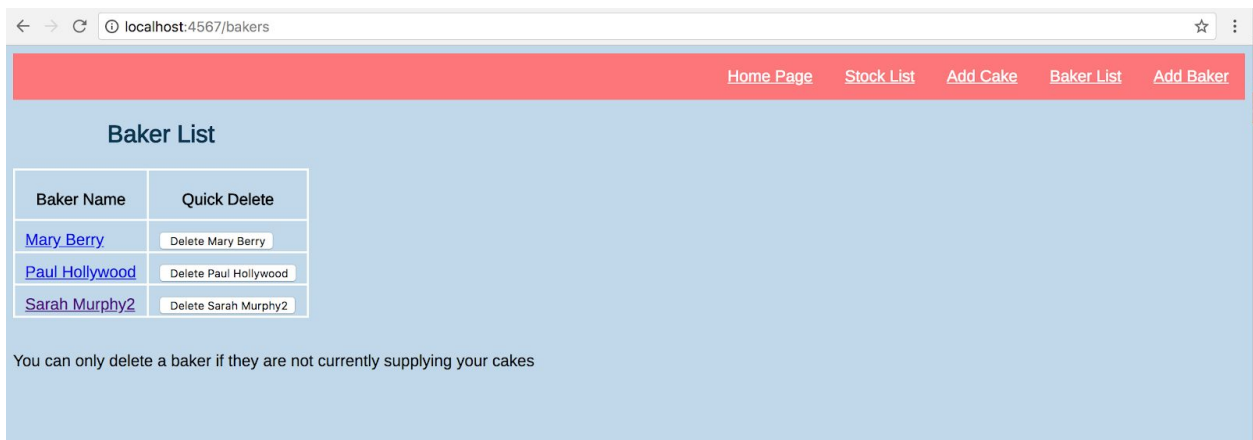 localhost:4567/bakers
Home Page Stock List Add Cake Baker List Add Baker
Baker List
Baker Name Quick Delete
Mary Berry Delete Mary Berry
Paul Hollywood Delete Paul Hollywood
Sarah Murphy2 Delete Sarah Murphy2
You can only delete a baker if they are not currently supplying your cakes